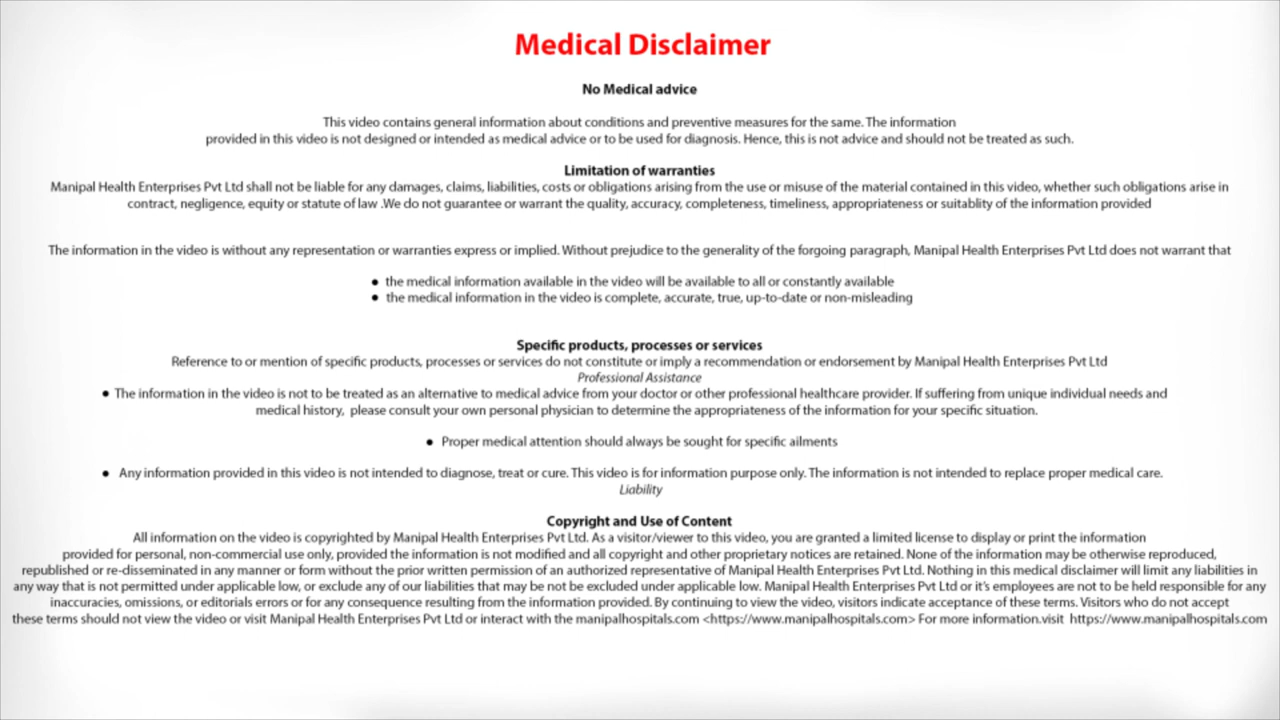 Medical Disclaimer
No Medical advice
This video contains general information about conditions and preventive measures for the same. The information
provided in this video is not designed or intended as medical advice or to be used for diagnosis. Hence, this is not advice and should not be treated as such.
Limitation of warranties
Manipal Health Enterprises Pvt Ltd shall not be liable for any damages, claims, liabilities, costs or obligations arising from the use or misuse of the material contained in this video, whether such obligations arise in
contract, negligence, equity or statute of law .We do not guarantee or warrant the quality, accuracy, completeness, timeliness, appropriateness or suitablity of the information provided
The information in the video is without any representation or warranties express or implied. Without prejudice to the generality of the forgoing paragraph, Manipal Health Enterprises Pvt Ltd does not warrant that
● the medical information available in the video will be available to all or constantly available
● the medical information in the video is complete, accurate, true, up-to-date or non-misleading
Specific products, processes or services
Reference to or mention of specific products, processes or services do not constitute or imply a recommendation or endorsement by Manipal Health Enterprises Pvt Ltd
Professional Assistance
● The information in the video is not to be treated as an alternative to medical advice from your doctor or other professional healthcare provider. If suffering from unique individual needs and
medical history, please consult your own personal physician to determine the appropriateness of the information for your specific situation.
● Proper medical attention should always be sought for specific ailments
● Any information provided in this video is not intended to diagnose, treat or cure. This video is for information purpose only. The information is not intended to replace proper medical care.
Liability
Copyright and Use of Content
All information on the video is copyrighted by Manipal Health Enterprises Pvt Ltd. As a visitor/viewer to this video, you are granted a limited license to display or print the information
provided for personal, non-commercial use only, provided the information is not modified and all copyright and other proprietary notices are retained. None of the information may be otherwise reproduced,
republished or re-disseminated in any manner or form without the prior written permission of an authorized representative of Manipal Health Enterprises Pvt Ltd. Nothing in this medical disclaimer will limit any liabilities in
any way that is not permitted under applicable low, or exclude any of our liabilities that may be not be excluded under applicable low. Manipal Health Enterprises Pvt Ltd or it's employees are not to be held responsible for any
inaccuracies, omissions, or editorials errors or for any consequence resulting from the information provided. By continuing to view the video, visitors indicate acceptance of these terms. Visitors who do not accept
these terms should not view the video or visit Manipal Health Enterprises Pvt Ltd or interact with the manipalhospitals.com <https://www.manipalhospitals.com> For more information.visit https://www.manipalhospitals.com